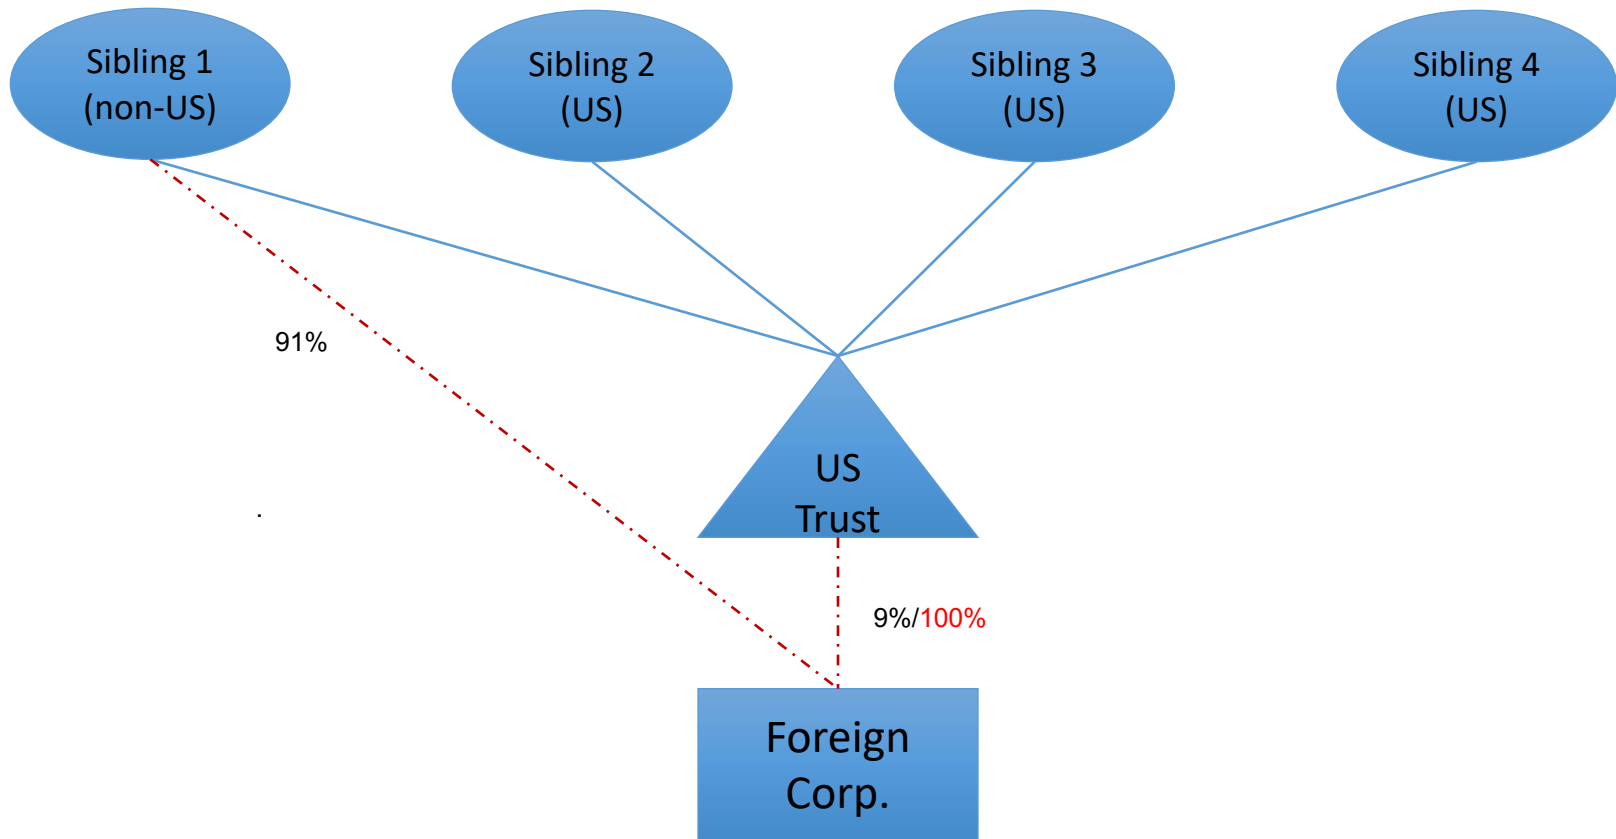 Sibling 1
(non-US)
Sibling 2
(US)
Sibling 3
(US)
Sibling 4
(US)
91%
.
US
Trust
9%/100%
Foreign
Corp.